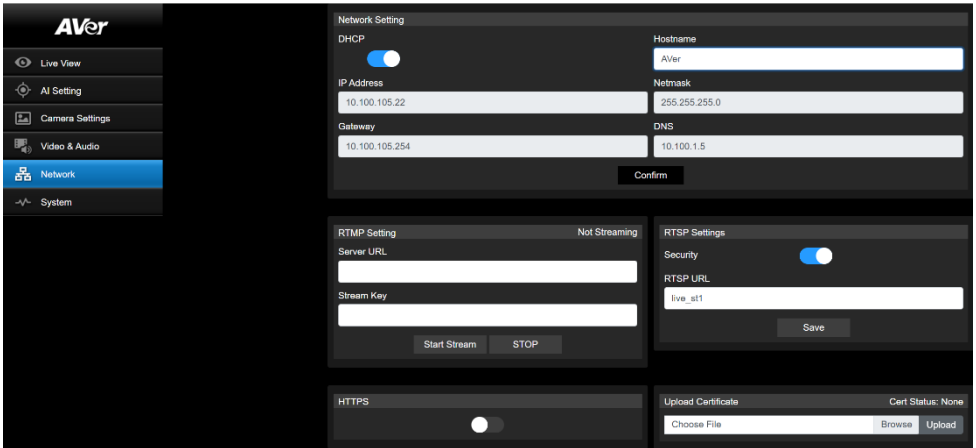 AVer
Live View
AI Setting
Camera Settings
Video & Audio
Network
System
Network Setting
DHCP
Hostname
AVer
IP Address
Netmask
10.100.105.22
255.255.255.0
Gateway
DNS
10.100.105.254
10.100.1.5
Confirm
RTMP Setting
Not Streaming
Server URL
Stream Key
Start Stream
STOP
RTSP Settings
Security
RTSP URL
live_st1
Save
HTTPS
Upload Certificate
Cert Status: None
Choose File
Browse
Upload